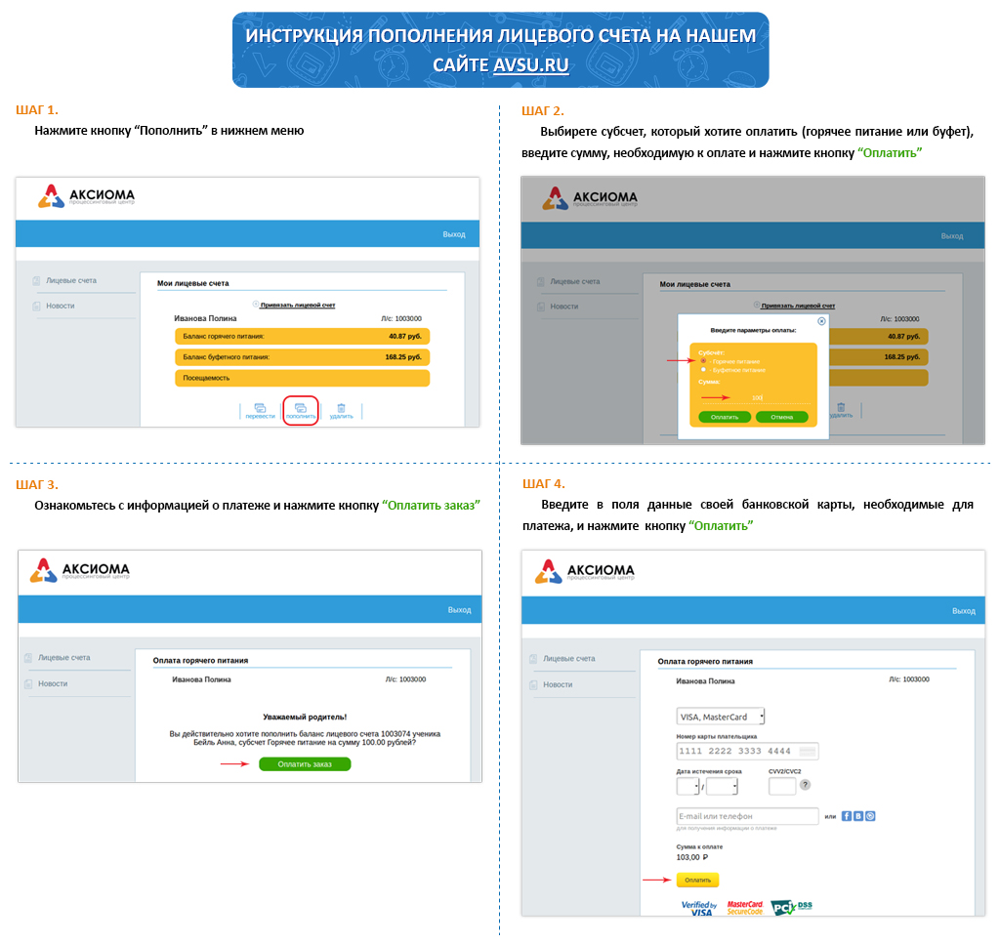 ИНСТРУКЦИЯ ПОПОЛНЕНИЯ ЛИЦЕВОГО СЧЕТА НА НАШЕМ
САЙТЕ AVSU.RU
ШАГ 1.
Нажмите кнопку “Пополнить” в нижнем меню
АКСИОМА
процессинговый центр
Выход
Лицевые счета
Новости
Мои лицевые счета
Привязать лицевой счет
Иванова Полина Л/с: 1003000
Баланс горячего питания: 40.87 руб.
Баланс буфетного питания: 168.25 руб.
Посещаемость
перевести пополнить удалить
ШАГ 2.
Выбирете субсчет, который хотите оплатить (горячее питание или буфет),
введите сумму, необходимую к оплате и нажмите кнопку “Оплатить”
АКСИОМА
процессинговый центр
Выход
Лицевые счета
Новости
Мои лицевые счета
Привязать лицевой счет
Л/с: 1003000
40.87 руб.
168.25 руб.
удалить
Введите параметры оплаты:
Субсчёт:
Горячее питание
Буфетное питание
Сумма:
100
Оплатить Отмена
ШАГ 3.
Ознакомьтесь с информацией о платеже и нажмите кнопку “Оплатить заказ”
АКСИОМА
процессинговый центр
Выход
Лицевые счета
Новости
Оплата горячего питания
Иванова Полина Л/с: 1003000
Уважаемый родитель!
Вы действительно хотите пополнить баланс лицевого счета 1003074 ученика
Бейль Анна, субсчет Горячее питание на сумму 100.00 рублей?
Оплатить заказ
ШАГ 4.
Введите в поля данные своей банковской карты, необходимые для
платежа, и нажмите кнопку “Оплатить”
АКСИОМА
процессинговый центр
Выход
Лицевые счета
Новости
Оплата горячего питания
Иванова Полина Л/с: 1003000
VISA, MasterCard
Номер карты плательщика
1111 2222 3333 4444
Дата истечения срока CVV2/CVC2
/ ?
E-mail или телефон или
для получения информации о платеже
Сумма к оплате
103,00 ₽
Оплатить
Verified by
VISA
MasterCard
SecureCode
PCI DSS